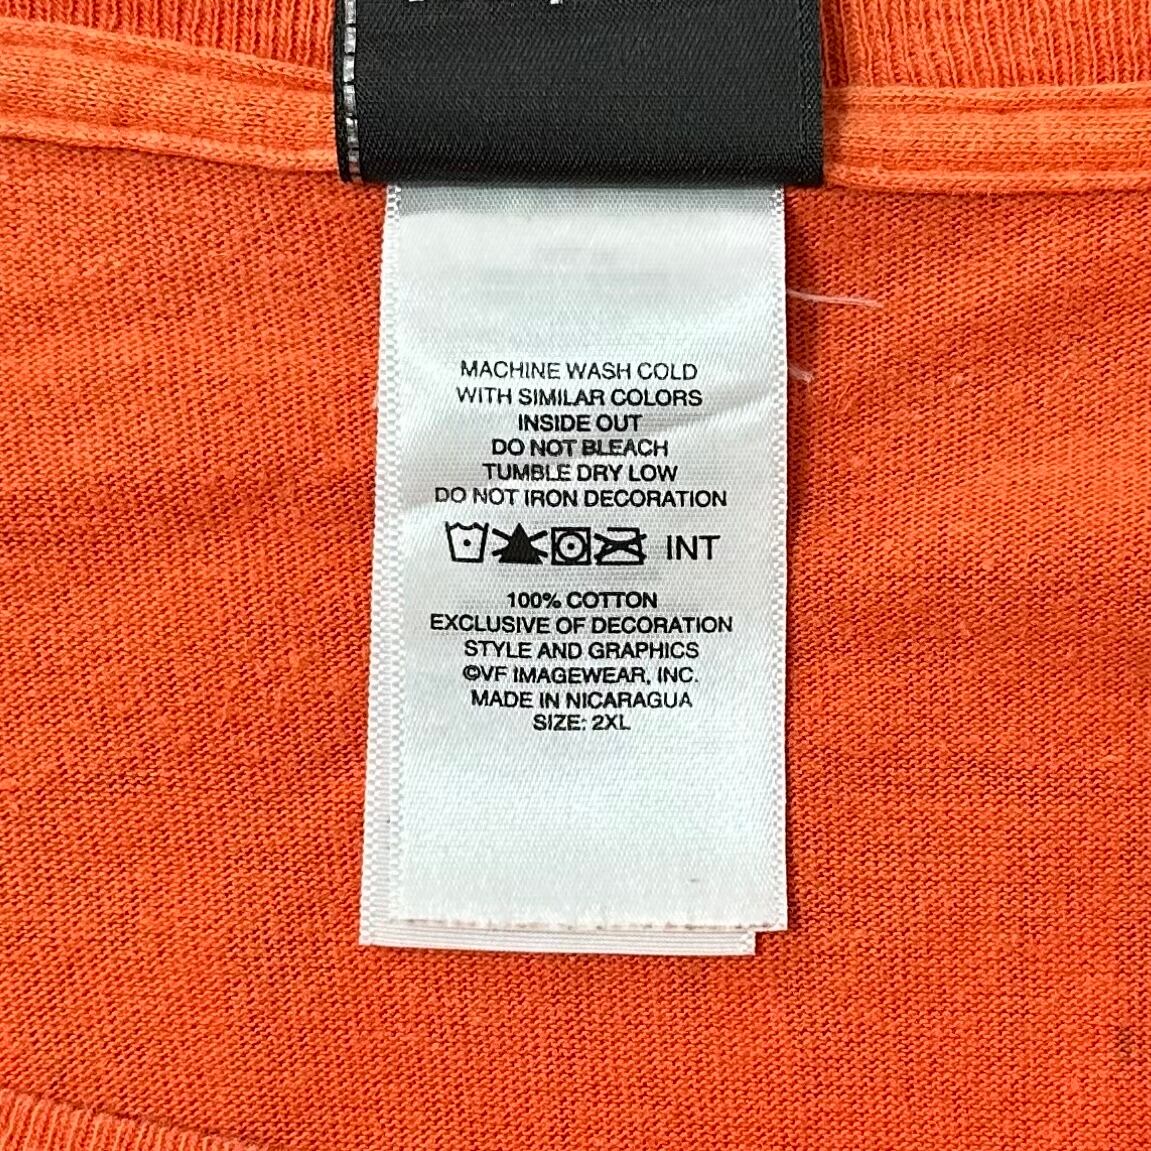 MACHINE WASH COLD
WITH SIMILAR COLORS
INSIDE OUT
DO NOT BLEACH
TUMBLE DRY LOW
DO NOT IRON DECORATION
INT
100% COTTON
EXCLUSIVE OF DECORATION
STYLE AND GRAPHICS
©VF IMAGEWEAR, INC.
MADE IN NICARAGUA
SIZE: 2XL